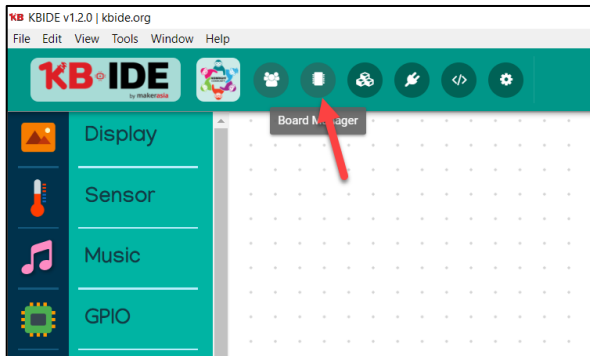 KB KBIDE v1.2.0 | kbide.org
File Edit View Tools Window Help
KB IDE
by makerasia
</>
Board Manager
Display
Sensor
Music
GPIO